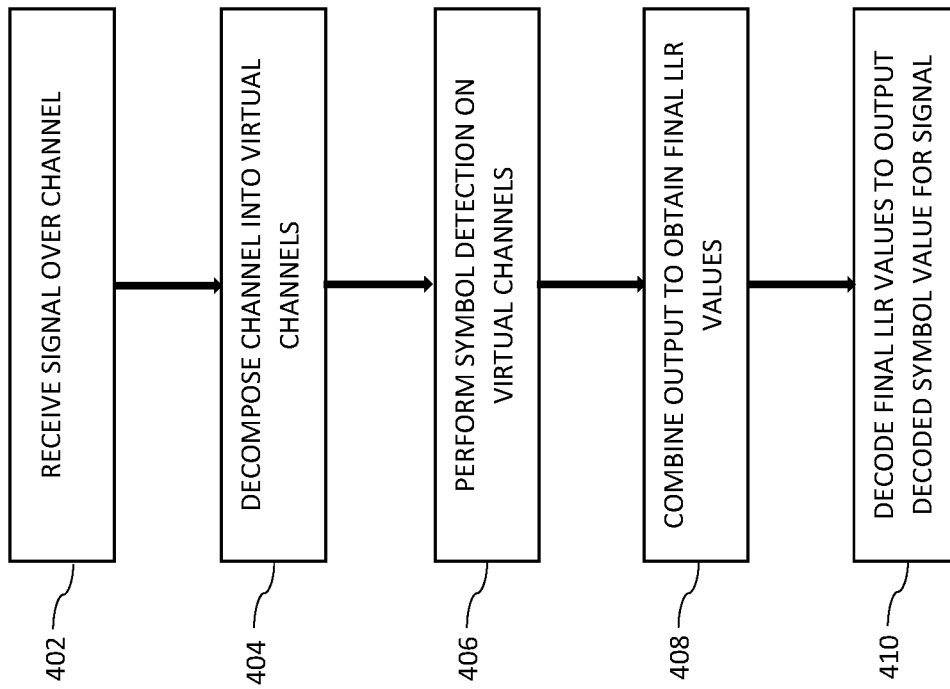 402
RECEIVE SIGNAL OVER CHANNEL
404
DECOMPOSE CHANNEL INTO VIRTUAL
CHANNELS
406
PERFORM SYMBOL DETECTION ON
VIRTUAL CHANNELS
408
COMBINE OUTPUT TO OBTAIN FINAL LLR
VALUES
410
DECODE FINAL LLR VALUES TO OUTPUT
DECODED SYMBOL VALUE FOR SIGNAL